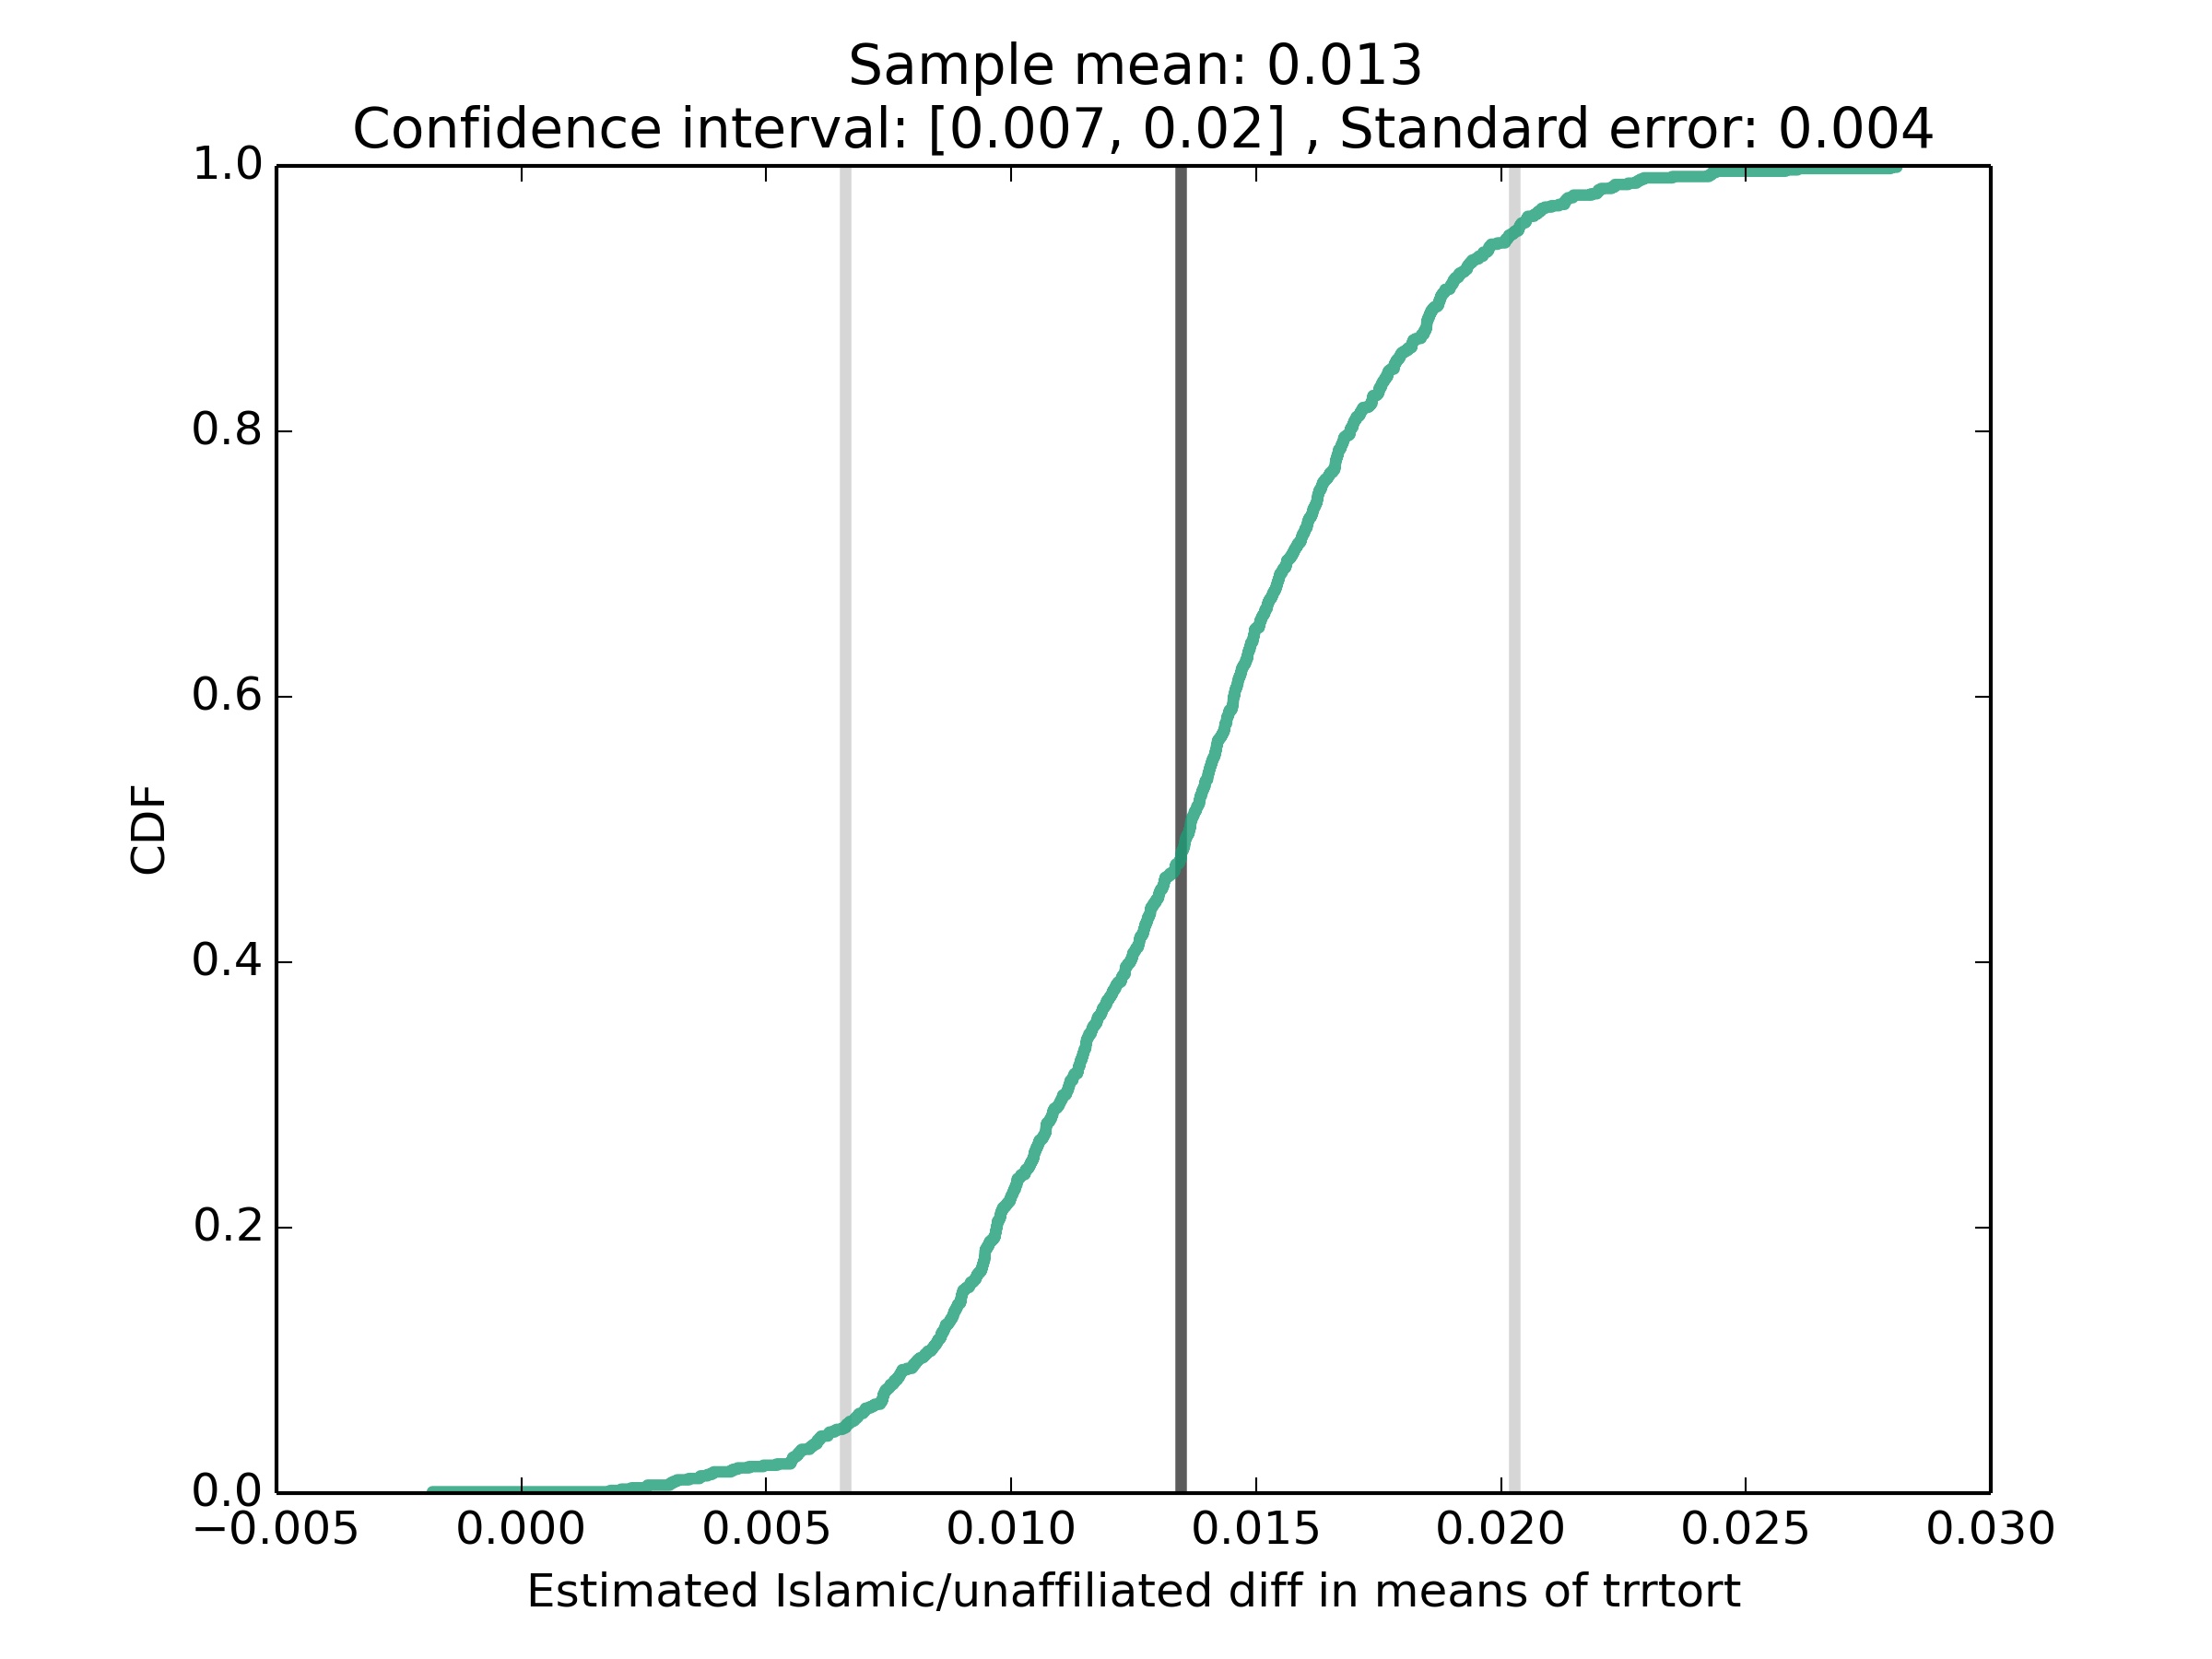 Sample mean: 0.013
Confidence interval: [0.007, 0.02] , Standard error: 0.004
1.0
0.8
0.6
0.4
0.2
0.0
CDF
−0.005 0.000 0.005 0.010 0.015 0.020 0.025 0.030
Estimated Islamic/unaffiliated diff in means of trrtort